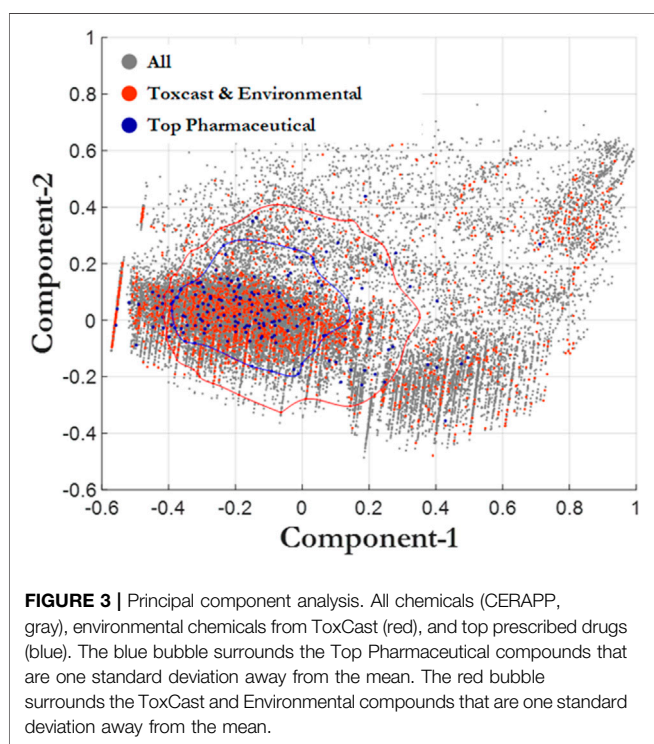 1
0.8
0.6
0.4
0.2
0
-0.2
-0.4
-0.6
All
Toxcast & Environmental
Top Pharmaceutical
Component-2
-0.6 -0.4 -0.2 0 0.2 0.4 0.6 0.8 1
Component-1
FIGURE 3 | Principal component analysis. All chemicals (CERAPP,
gray), environmental chemicals from ToxCast (red), and top prescribed drugs
(blue). The blue bubble surrounds the Top Pharmaceutical compounds that
are one standard deviation away from the mean. The red bubble
surrounds the ToxCast and Environmental compounds that are one standard
deviation away from the mean.